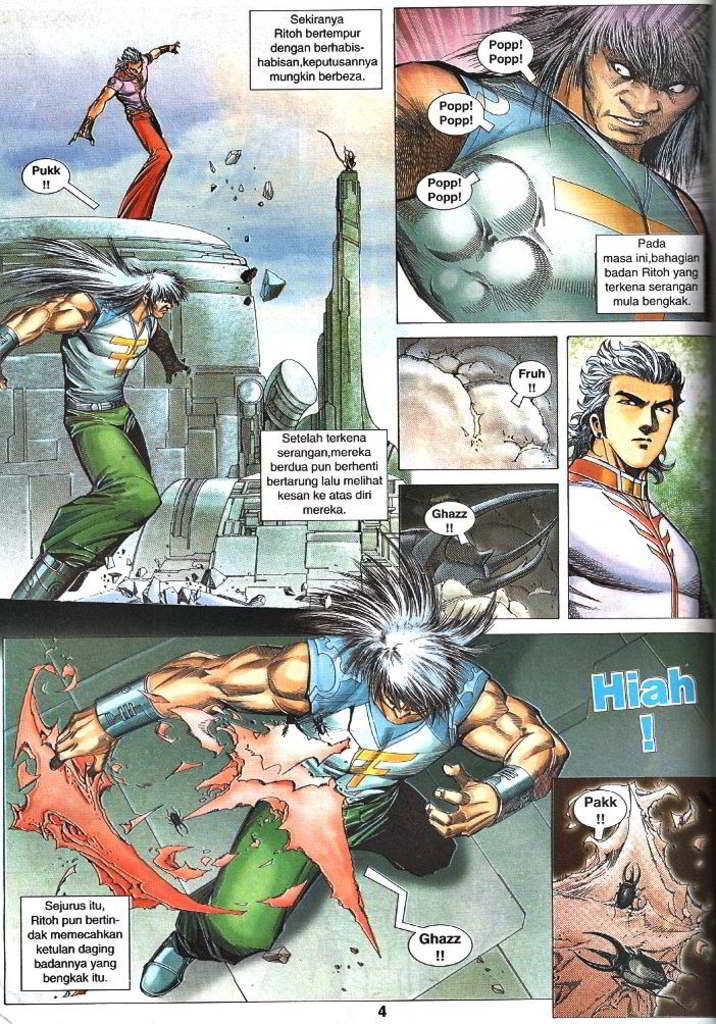 Sekiranya
Ritoh bertempur
dengan berhabis-
habisan,keputusannya
mungkin berbeza.
Pukk
!!
Setelah terkena
serangan,mereka
berdua pun berhenti
bertarung lalu melihat
kesan ke atas diri
mereka.
Popp!
Popp!
Popp!
Popp!
Popp!
Popp!
Pada
masa ini,bahagian
badan Ritoh yang
terkena serangan
mula bengkak.
Fruh
!!
Ghazz
!!
Hiah
!
Sejurus itu,
Ritoh pun bertin-
dak memecahkan
ketulan daging
badannya yang
bengkak itu.
Ghazz
!!
Pakk
!!
4